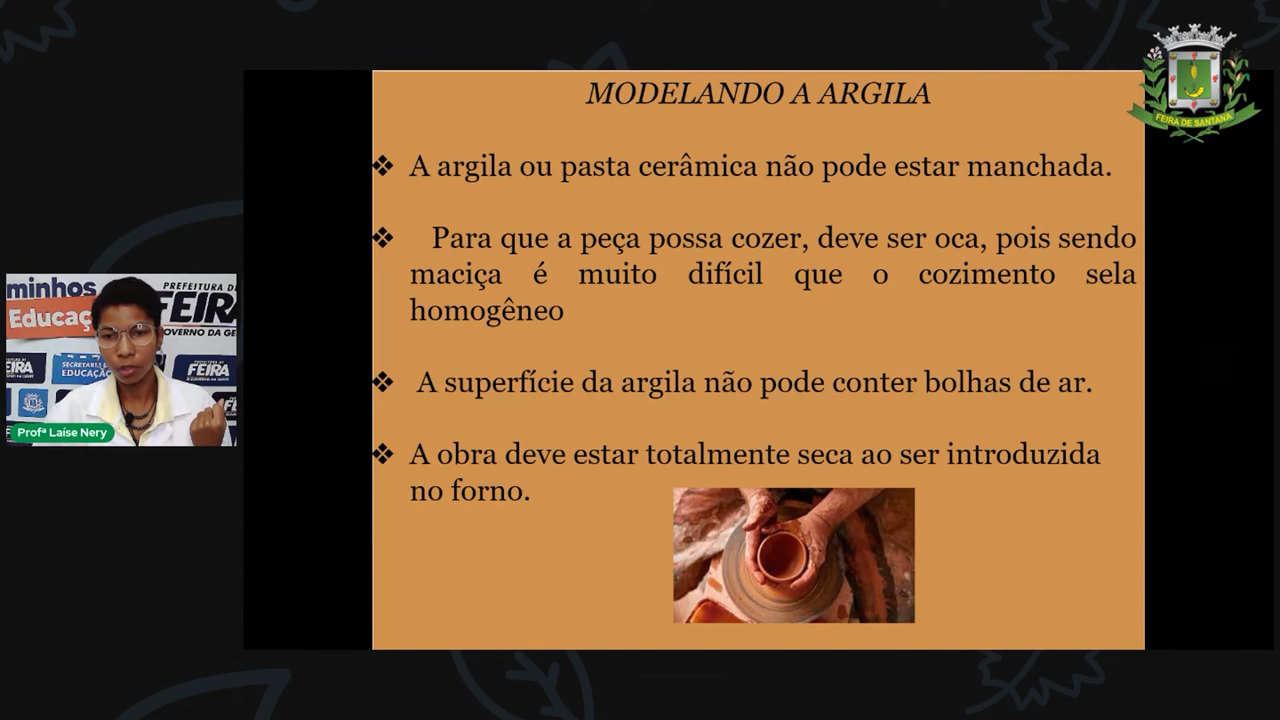 MODELANDO A ARGILA
❖ A argila ou pasta cerâmica não pode estar manchada.
❖ Para que a peça possa cozer, deve ser oca, pois sendo
maciça é muito difícil que o cozimento sela
homogêneo
❖ A superfície da argila não pode conter bolhas de ar.
❖ A obra deve estar totalmente seca ao ser introduzida
no forno.
FEIRA DE SANTANA
minhos
Educaç
PREFEITURA DE
FEIRA
OVERNO DA GE
EIRA
SECRETARIA
EDUCAÇÃO
FEIRA
Profª Laíse Nery